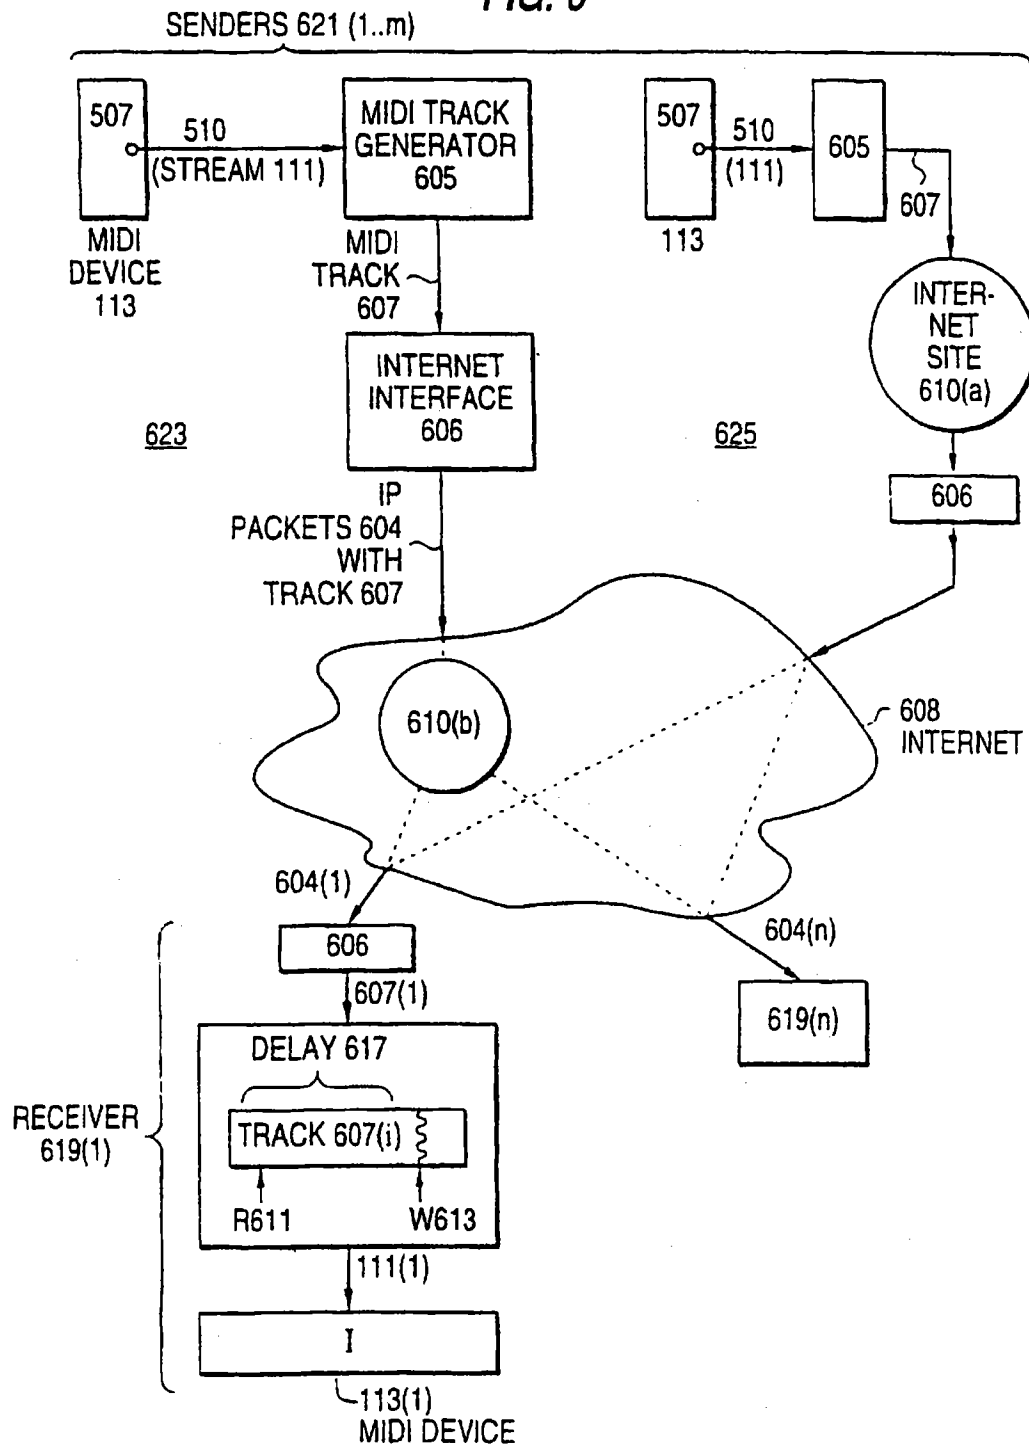 SENDERS 621 (1..m)
507
510
(STREAM 111)
MIDI
DEVICE
113
MIDI TRACK
GENERATOR
605
MIDI
TRACK
607
INTERNET
INTERFACE
606
623
IP
PACKETS 604
WITH
TRACK 607
507
510
(111)
113
605
607
INTER-
NET
SITE
610(a)
625
606
610(b)
608
INTERNET
604(1)
604(n)
606
607(1)
619(n)
DELAY 617
TRACK 607(i)
R611
W613
RECEIVER
619(1)
111(1)
I
113(1)
MIDI DEVICE